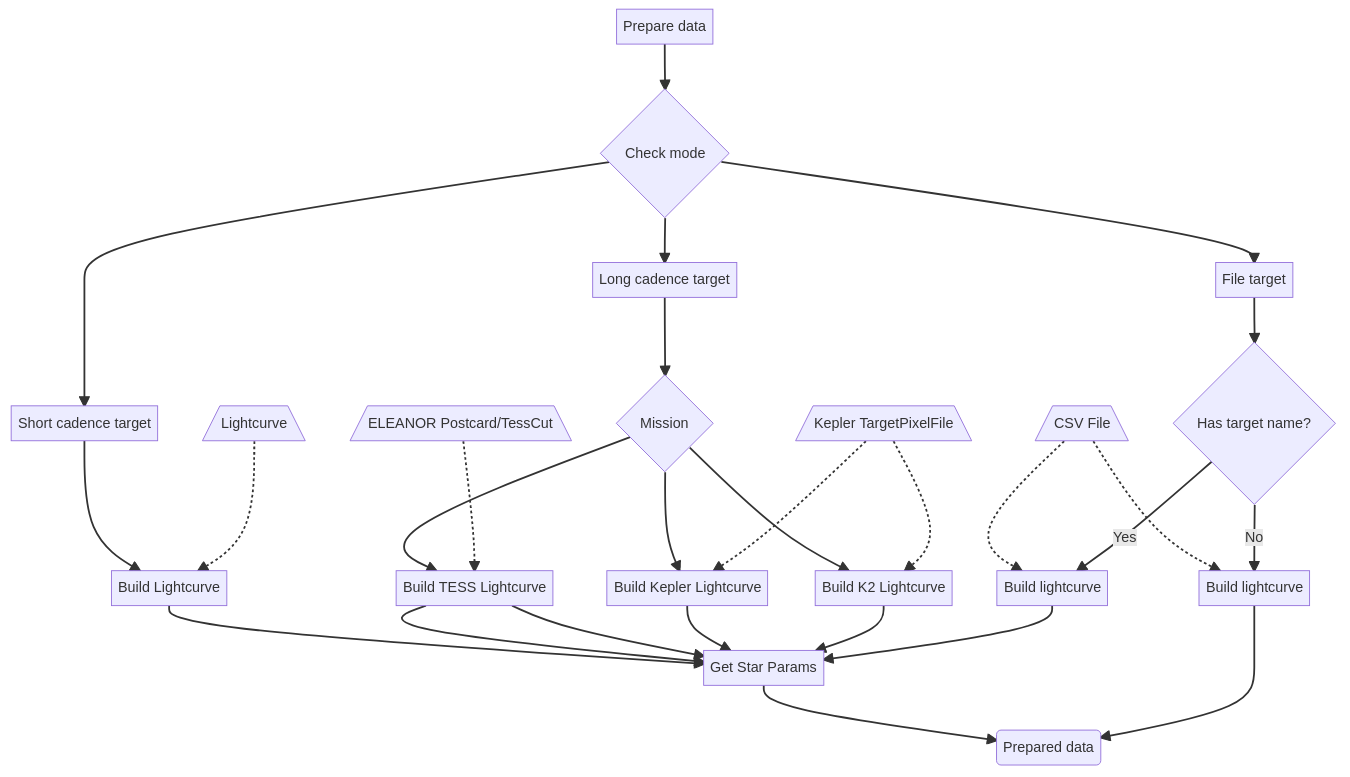 Prepare data
Check mode
Long cadence target
File target
Short cadence target
Lightcurve
ELEANOR Postcard/TessCut
Mission
Kepler TargetPixelFile
CSV File
Has target name?
Yes
No
Build Lightcurve
Build TESS Lightcurve
Build Kepler Lightcurve
Build K2 Lightcurve
Build lightcurve
Build lightcurve
Get Star Params
Prepared data